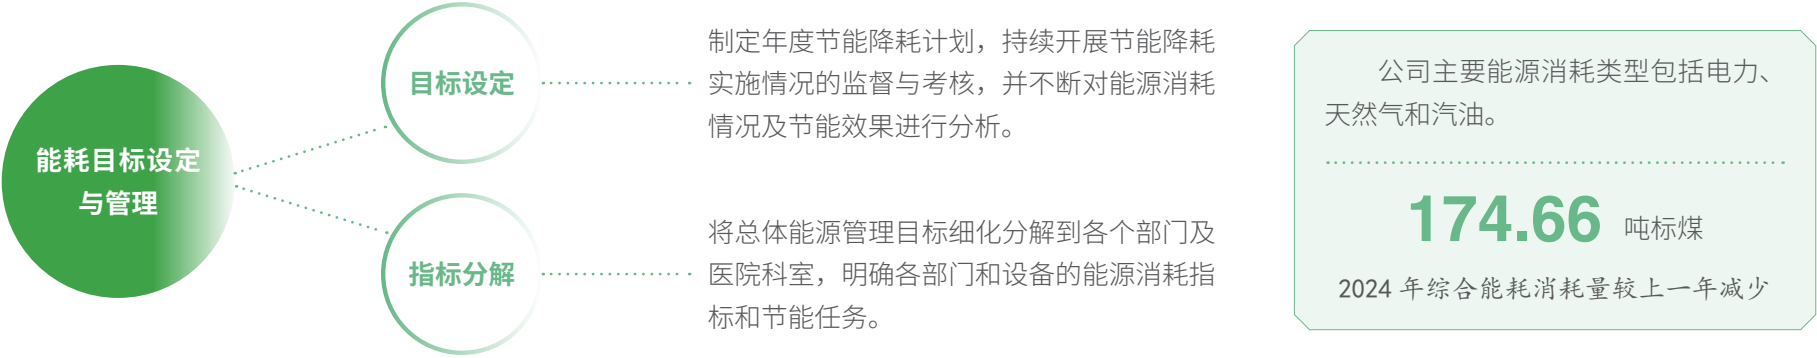 能耗目标设定
与管理
目标设定
制定年度节能降耗计划，持续开展节能降耗
实施情况的监督与考核，并不断对能源消耗
情况及节能效果进行分析。
指标分解
将总体能源管理目标细化分解到各个部门及
医院科室，明确各部门和设备的能源消耗指
标和节能任务。
公司主要能源消耗类型包括电力、
天然气和汽油。
174.66 吨标煤
2024 年综合能耗消耗量较上一年减少